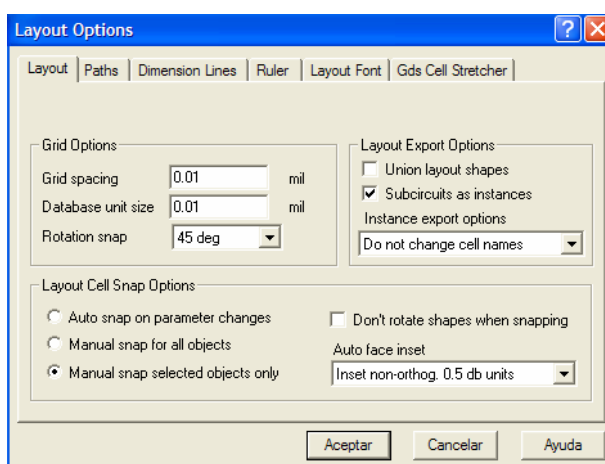 Layout Options
Layout Paths Dimension Lines Ruler Layout Font Gds Cell Stretcher
Grid Options
Grid spacing 0.01 mil
Database unit size 0.01 mil
Rotation snap 45 deg
Layout Export Options
Union layout shapes
Subcircuits as instances
Instance export options
Do not change cell names
Layout Cell Snap Options
Auto snap on parameter changes
Manual snap for all objects
Manual snap selected objects only
Don't rotate shapes when snapping
Auto face inset
Inset non-orthog. 0.5 db units
Aceptar Cancelar Ayuda